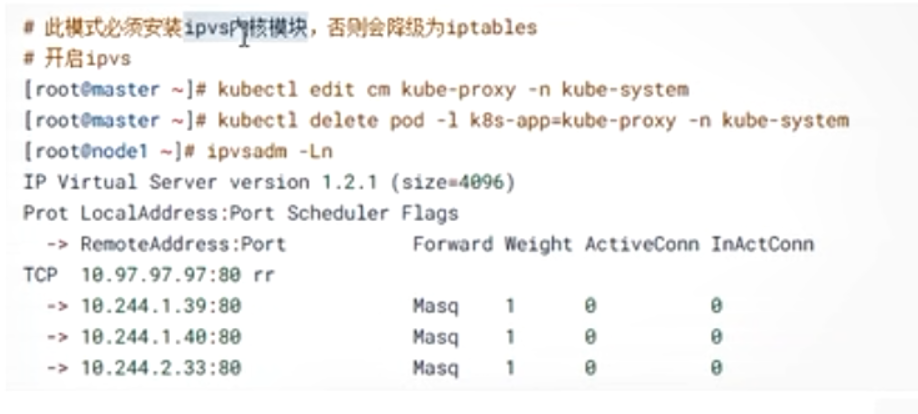 # 此模式必须安装ipvs内核模块，否则会降级为iptables
# 开启ipvs
[root@master ~]# kubectl edit cm kube-proxy -n kube-system
[root@master ~]# kubectl delete pod -l k8s-app=kube-proxy -n kube-system
[root@node1 ~]# ipvsadm -Ln
IP Virtual Server version 1.2.1 (size=4096)
Prot LocalAddress:Port Scheduler Flags
  -> RemoteAddress:Port           Forward Weight ActiveConn InActConn
TCP  10.97.97.97:80 rr
  -> 10.244.1.39:80               Masq    1      0          0
  -> 10.244.1.40:80               Masq    1      0          0
  -> 10.244.2.33:80               Masq    1      0          0